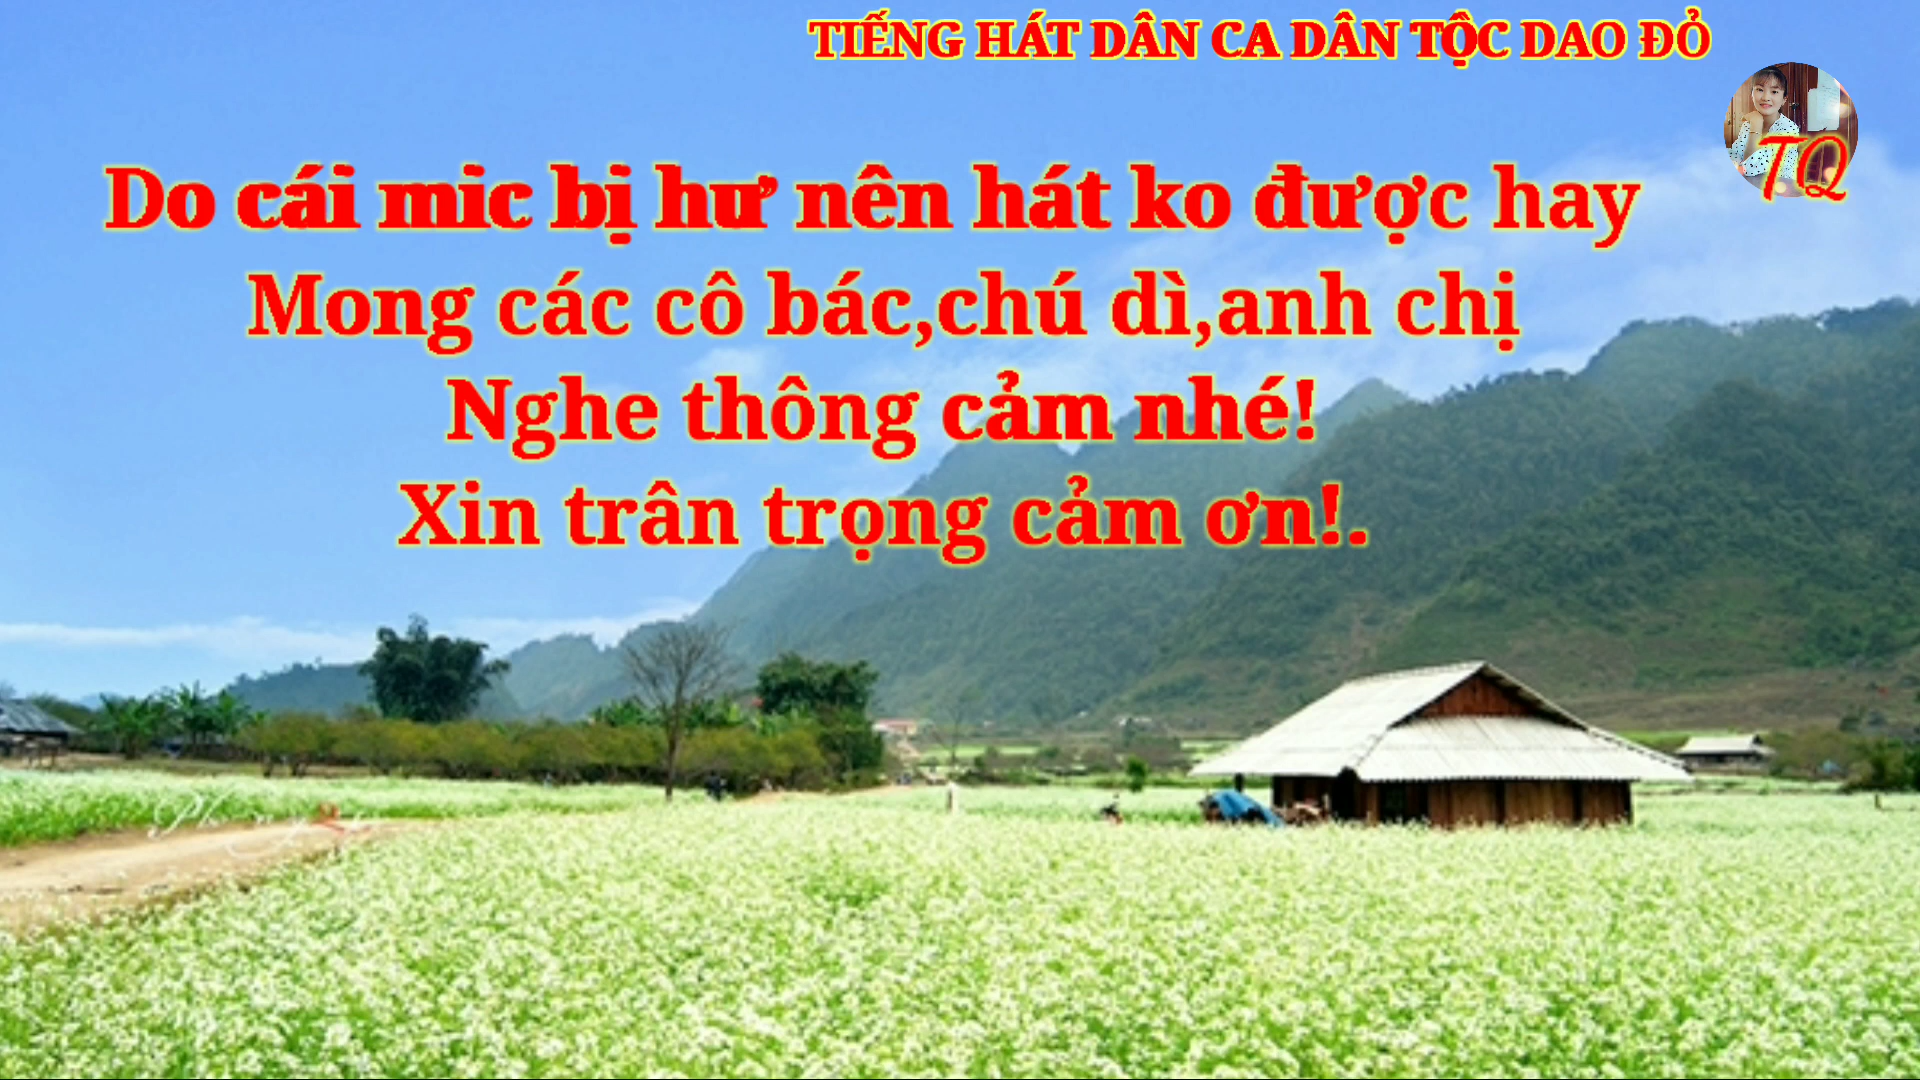 TIẾNG HÁT DÂN CA DÂN TỘC DAO ĐỎ
TQ
Do cái mic bị hư nên hát ko được hay
Mong các cô bác,chú dì,anh chị
Nghe thông cảm nhé!
Xin trân trọng cảm ơn!.